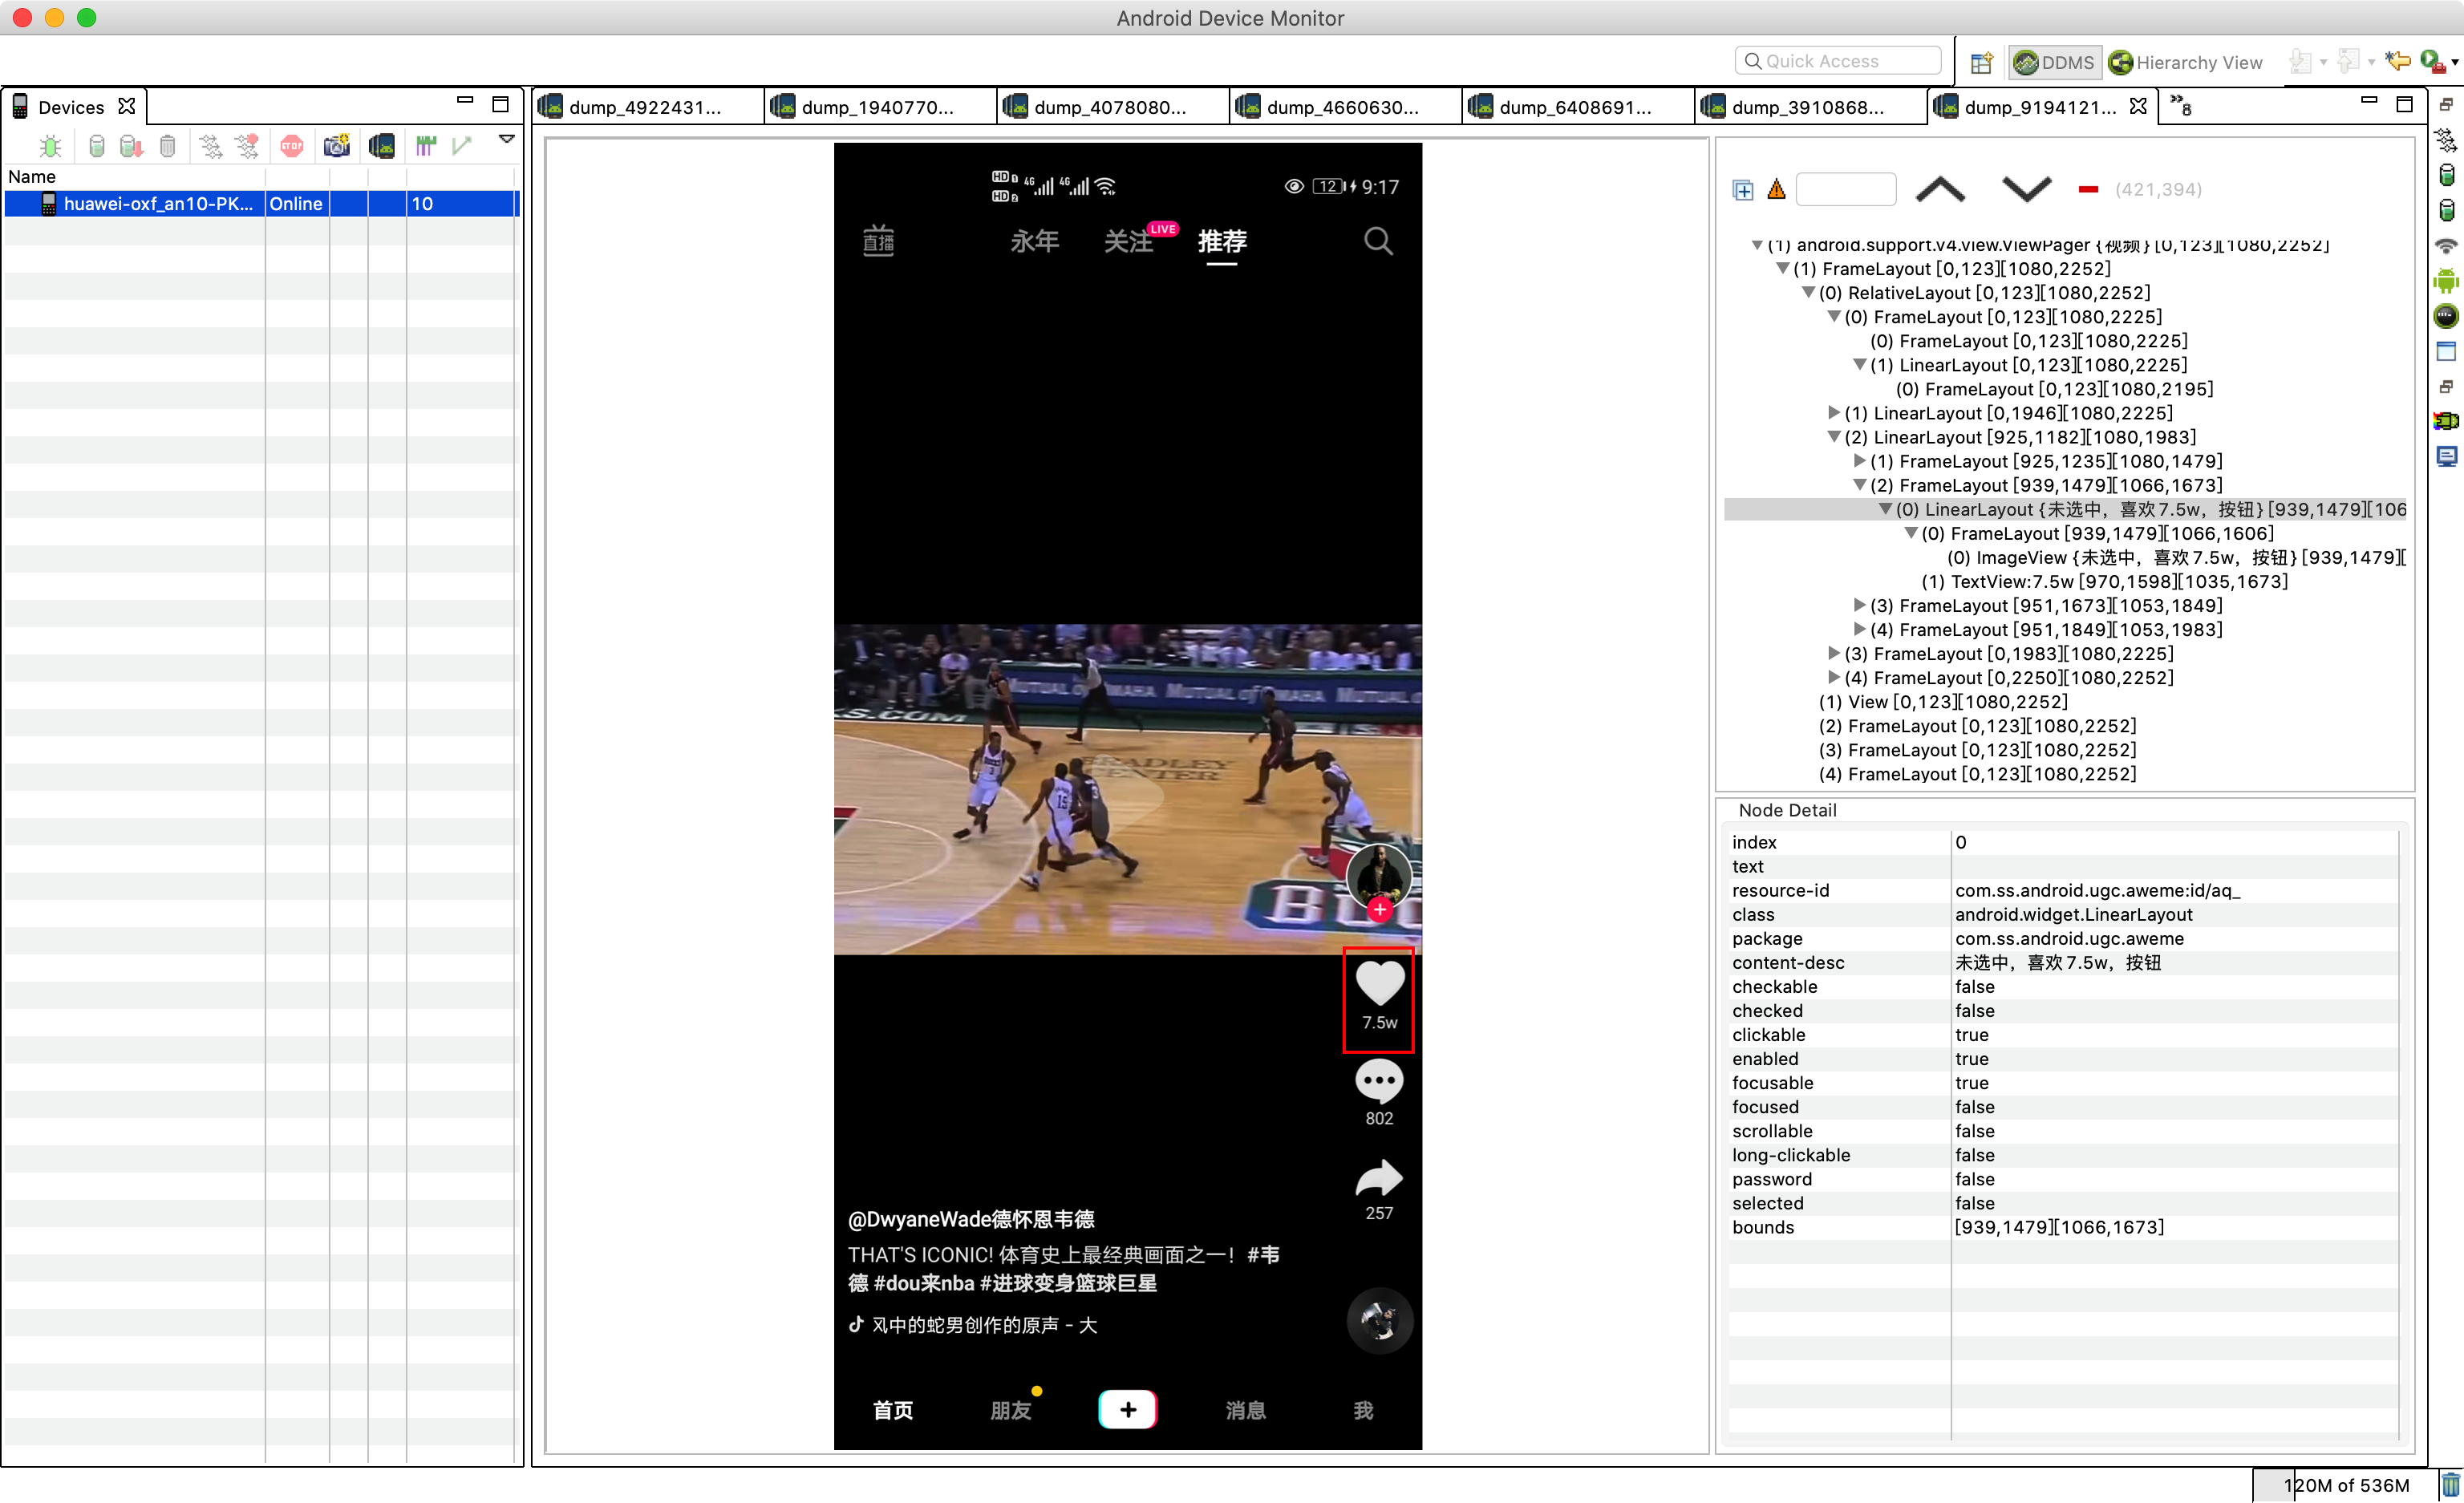 Android Device Monitor
Quick Access
DDMS
Hierarchy View
Devices
dump_4922431...
dump_1940770...
dump_4078080...
dump_4660630...
dump_6408691...
dump_3910868...
dump_9194121...
»8
Name
huawei-oxf_an10-PK... Online 10
STOP
HD 1 4G 4G
HD 2
12 9:17
直播
永年
关注
LIVE
推荐
MUTUAL of OMAHA MUTUAL of OMAHA MUTUAL o
KS.COM
BRADLEY
CENTER
7.5w
802
257
@DwyaneWade德怀恩韦德
THAT'S ICONIC! 体育史上最经典画面之一！#韦
德 #dou来nba #进球变身篮球巨星
风中的蛇男创作的原声 - 大
首页
朋友
消息
我
(421,394)
(1) android.support.v4.view.ViewPager {视频} [0,123][1080,2252]
(1) FrameLayout [0,123][1080,2252]
(0) RelativeLayout [0,123][1080,2252]
(0) FrameLayout [0,123][1080,2225]
(0) FrameLayout [0,123][1080,2225]
(1) LinearLayout [0,123][1080,2225]
(0) FrameLayout [0,123][1080,2195]
(1) LinearLayout [0,1946][1080,2225]
(2) LinearLayout [925,1182][1080,1983]
(1) FrameLayout [925,1235][1080,1479]
(2) FrameLayout [939,1479][1066,1673]
(0) LinearLayout {未选中，喜欢7.5w，按钮} [939,1479][106
(0) FrameLayout [939,1479][1066,1606]
(0) ImageView {未选中，喜欢7.5w，按钮} [939,1479][
(1) TextView:7.5w [970,1598][1035,1673]
(3) FrameLayout [951,1673][1053,1849]
(4) FrameLayout [951,1849][1053,1983]
(3) FrameLayout [0,1983][1080,2225]
(4) FrameLayout [0,2250][1080,2252]
(1) View [0,123][1080,2252]
(2) FrameLayout [0,123][1080,2252]
(3) FrameLayout [0,123][1080,2252]
(4) FrameLayout [0,123][1080,2252]
Node Detail
index 0
text
resource-id com.ss.android.ugc.aweme:id/aq_
class android.widget.LinearLayout
package com.ss.android.ugc.aweme
content-desc 未选中，喜欢7.5w，按钮
checkable false
checked false
clickable true
enabled true
focusable true
focused false
scrollable false
long-clickable false
password false
selected false
bounds [939,1479][1066,1673]
120M of 536M